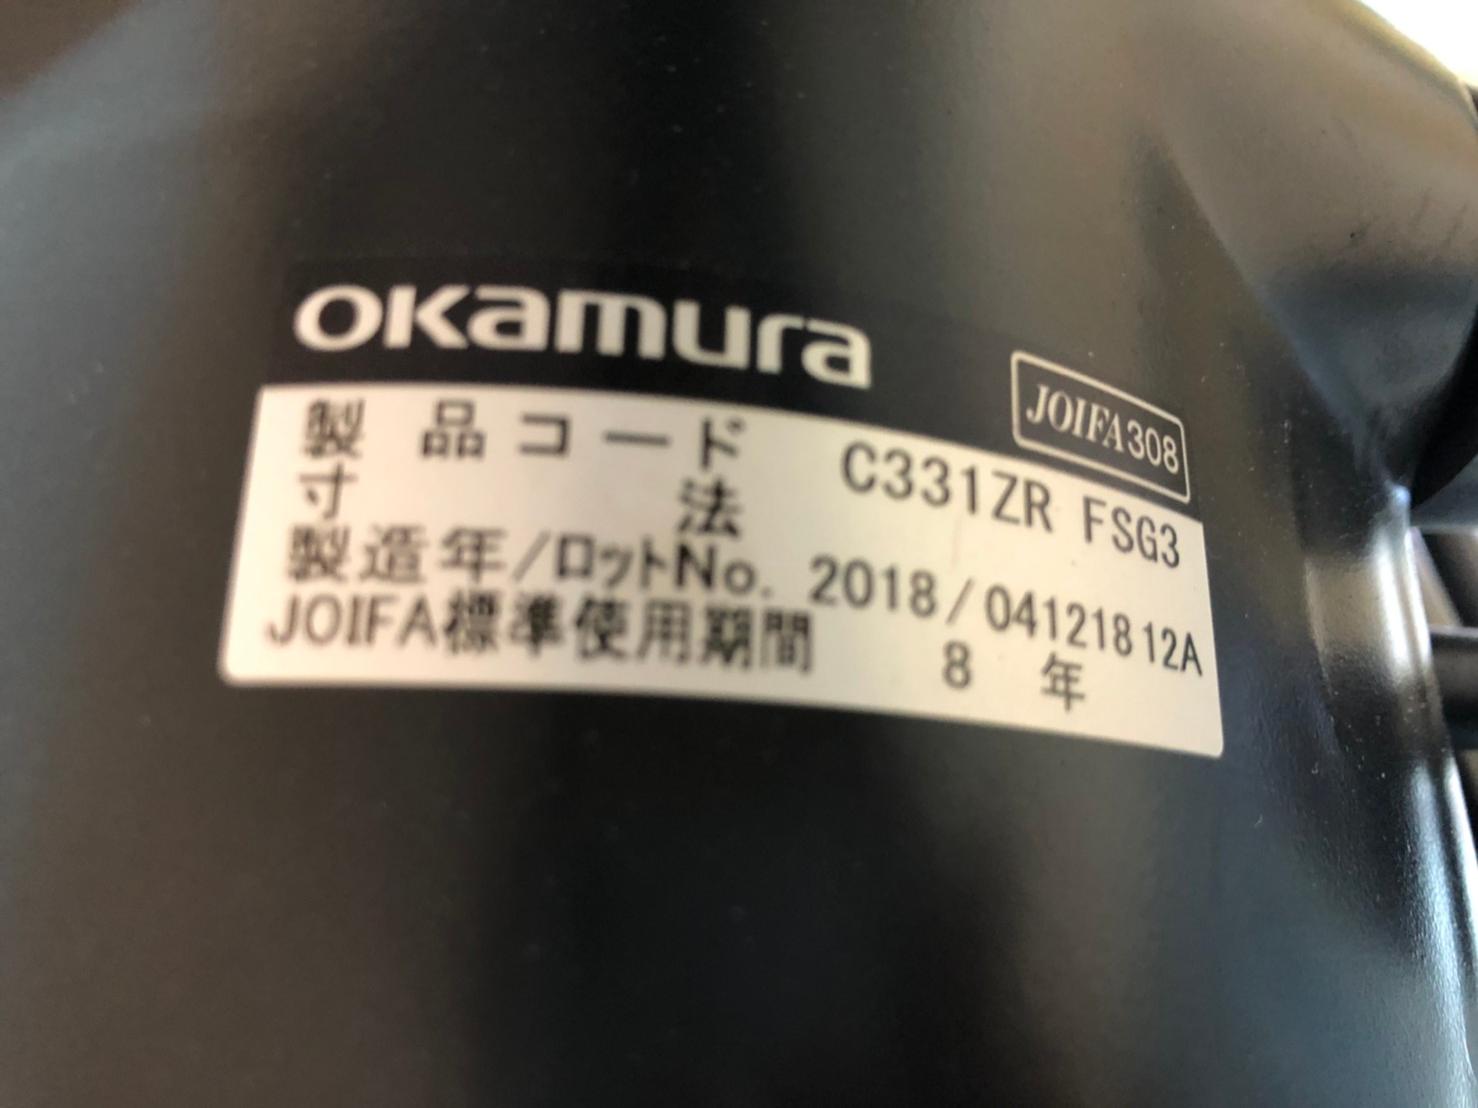 okamura
JOIFA308
製品コード C331ZR FSG3
寸法
製造年/ロットNo. 2018/04121812A
JOIFA標準使用期間 8年